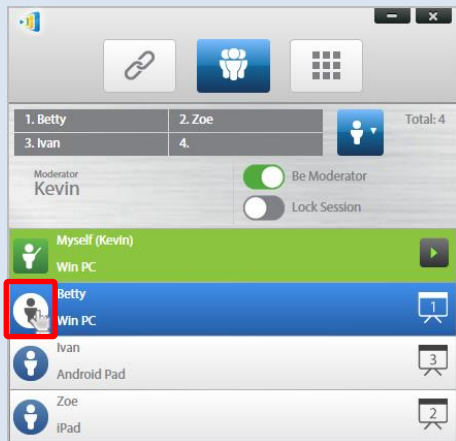 1. Betty 2. Zoe Total: 4
3. Ivan 4.
Moderator
Kevin
Be Moderator
Lock Session
Myself (Kevin)
Win PC
Betty
Win PC 1
Ivan
Android Pad 3
Zoe
iPad 2